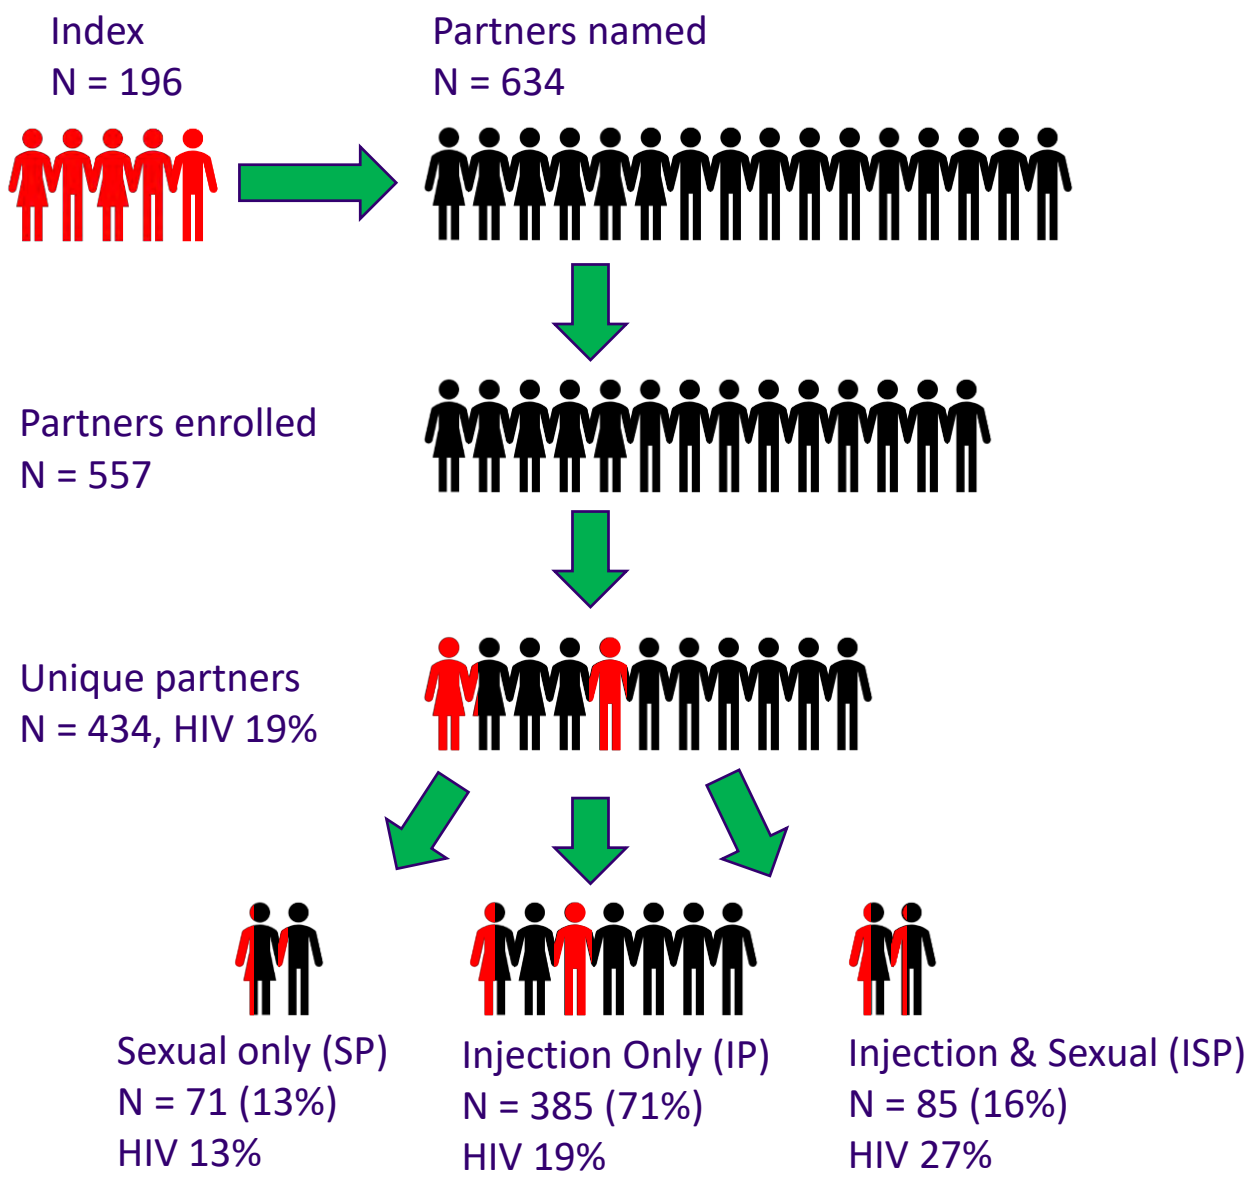 Index
N = 196
Partners named
N = 634
Partners enrolled
N = 557
Unique partners
N = 434, HIV 19%
Sexual only (SP)
N = 71 (13%)
HIV 13%
Injection Only (IP)
N = 385 (71%)
HIV 19%
Injection & Sexual (ISP)
N = 85 (16%)
HIV 27%